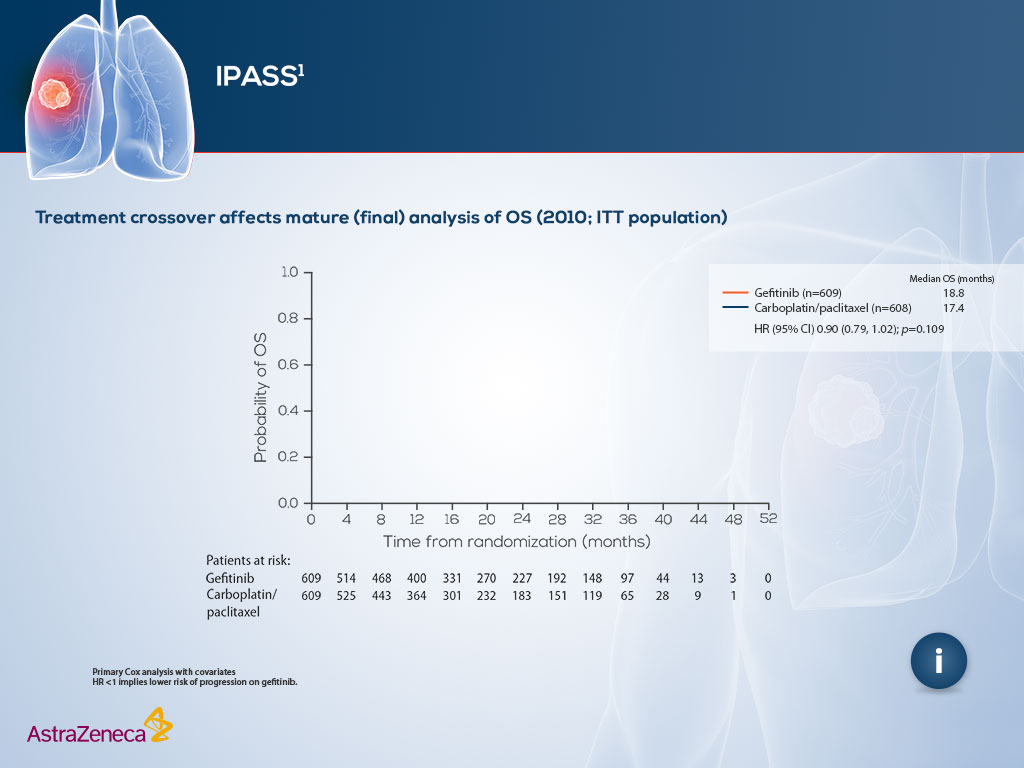 IPASS1
Treatment crossover affects mature (final) analysis of OS (2010; ITT population)
Median OS (months)
Gefitinib (n=609) 18.8
Carboplatin/paclitaxel (n=608) 17.4
HR (95% CI) 0.90 (0.79, 1.02); p=0.109
Probability of OS
1.0
0.8
0.6
0.4
0.2
0.0
0 4 8 12 16 20 24 28 32 36 40 44 48 52
Time from randomization (months)
Patients at risk:
Gefitinib 609 514 468 400 331 270 227 192 148 97 44 13 3 0
Carboplatin/ 609 525 443 364 301 232 183 151 119 65 28 9 1 0
paclitaxel
Primary Cox analysis with covariates
HR <1 implies lower risk of progression on gefitinib.
i
AstraZeneca